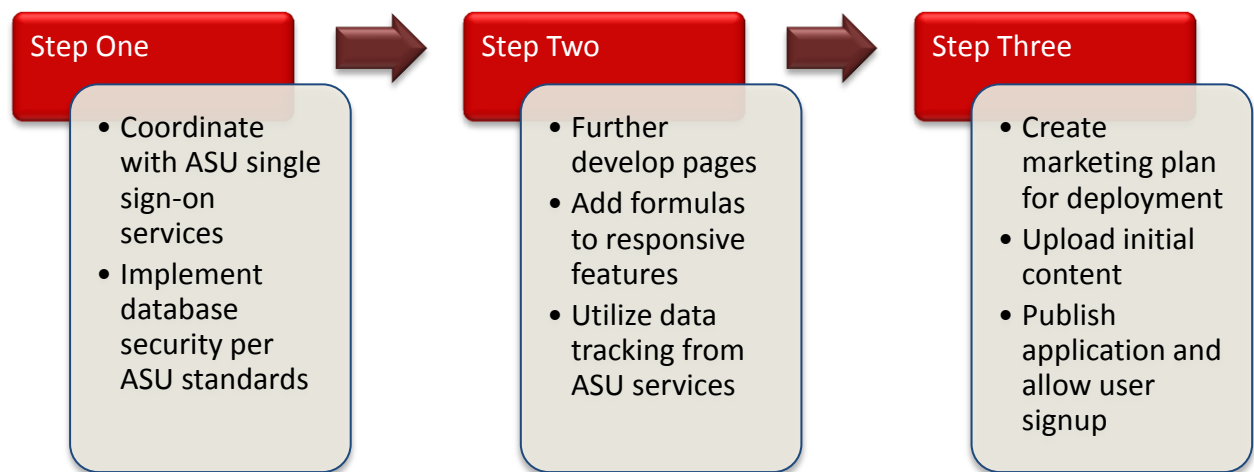 Step One
• Coordinate
with ASU single
sign-on
services
• Implement
database
security per
ASU standards
Step Two
• Further
develop pages
• Add formulas
to responsive
features
• Utilize data
tracking from
ASU services
Step Three
• Create
marketing plan
for deployment
• Upload initial
content
• Publish
application and
allow user
signup